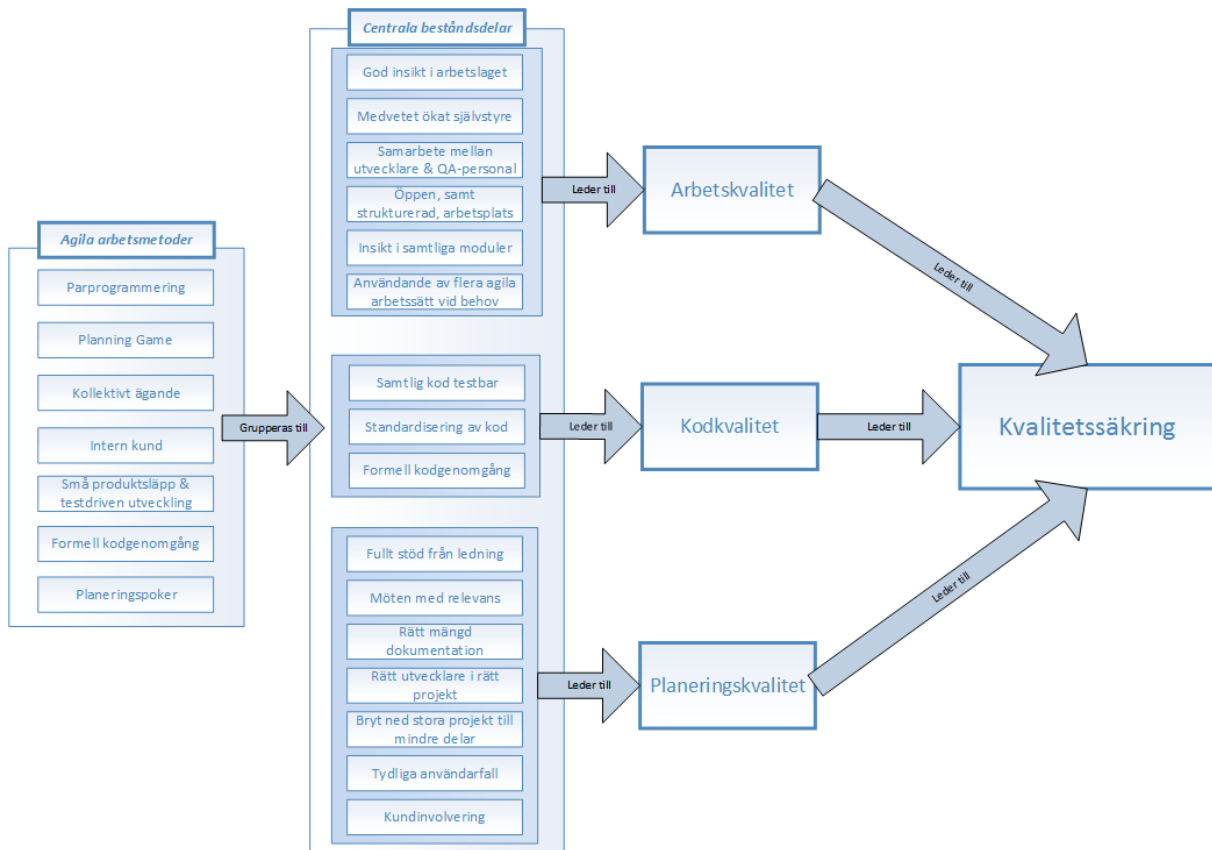 Agila arbetsmetoder
Parprogrammering
Planning Game
Kollektivt ägande
Intern kund
Små produktsläpp &
testdriven utveckling
Formell kodgenomgång
Planeringspoker
Grupperas till
Centrala beståndsdelar
God insikt i arbetslaget
Medvetet ökat självstyre
Samarbete mellan
utvecklare & QA-personal
Öppen, samt
strukturerad, arbetsplats
Insikt i samtliga moduler
Användande av flera agila
arbetssätt vid behov
Samtlig kod testbar
Standardisering av kod
Formell kodgenomgång
Fullt stöd från ledning
Möten med relevans
Rätt mängd
dokumentation
Rätt utvecklare i rätt
projekt
Bryt ned stora projekt till
mindre delar
Tydliga användarfall
Kundinvolvering
Leder till
Arbetskvalitet
Leder till
Leder till
Kodkvalitet
Leder till
Leder till
Planeringskvalitet
Leder till
Kvalitetssäkring